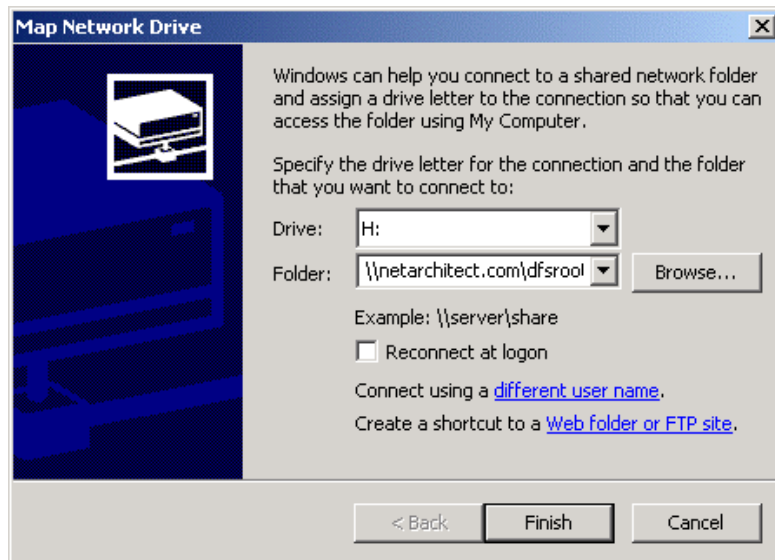 Map Network Drive
Windows can help you connect to a shared network folder
and assign a drive letter to the connection so that you can
access the folder using My Computer.
Specify the drive letter for the connection and the folder
that you want to connect to:
Drive: H:
Folder: \\netarchitect.com\dfsroot Browse...
Example: \\server\share
Reconnect at logon
Connect using a different user name.
Create a shortcut to a Web folder or FTP site.
< Back Finish Cancel